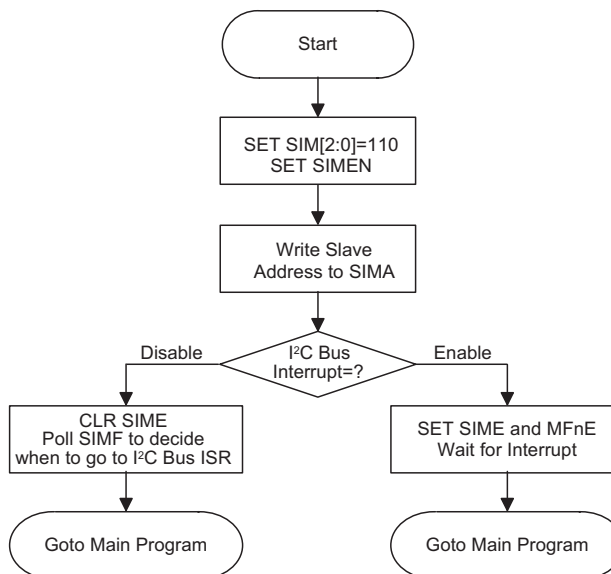 Start
SET SIM[2:0]=110
SET SIMEN
Write Slave
Address to SIMA
I²C Bus
Interrupt=?
Disable
Enable
CLR SIME
Poll SIMF to decide
when to go to I²C Bus ISR
SET SIME and MFnE
Wait for Interrupt
Goto Main Program
Goto Main Program